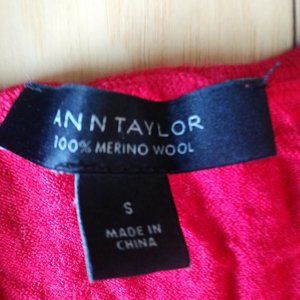 ANN TAYLOR
100% MERINO WOOL
S
MADE IN
CHINA